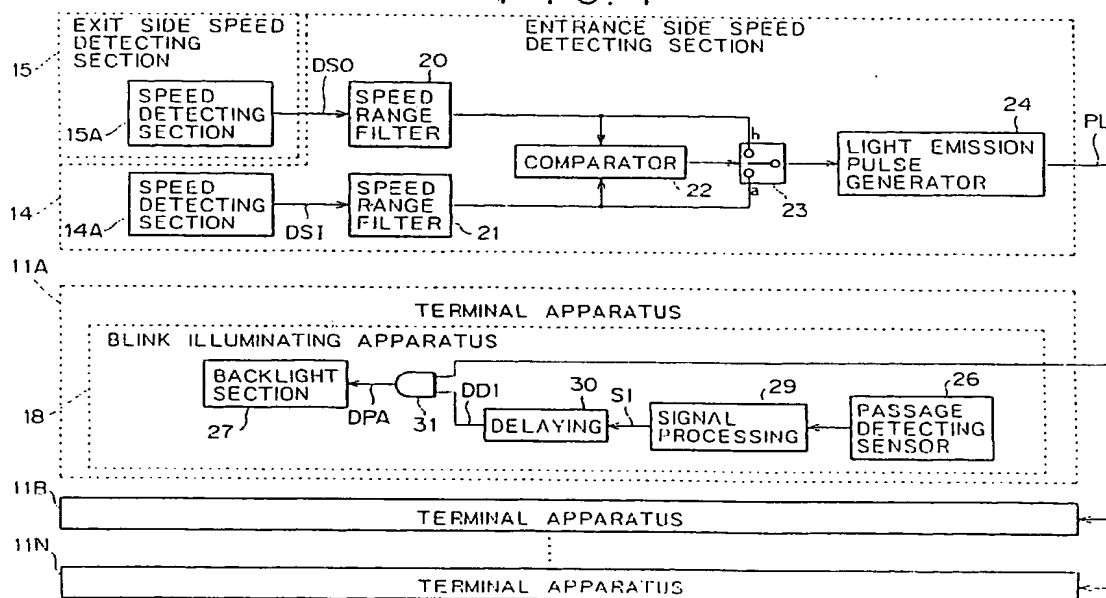 EXIT SIDE SPEED
DETECTING
SECTION
ENTRANCE SIDE SPEED
DETECTING SECTION
15
DSO
20
SPEED
DETECTING
SECTION
15A
SPEED
RANGE
FILTER
24
PL
h
COMPARATOR
22
a
23
LIGHT EMISSION
PULSE
GENERATOR
14
SPEED
DETECTING
SECTION
14A
DSI
SPEED
RANGE
FILTER
21
11A
TERMINAL APPARATUS
BLINK ILLUMINATING APPARATUS
18
BACKLIGHT
SECTION
27
DPA
31
DD1
30
DELAYING
S1
29
SIGNAL
PROCESSING
26
PASSAGE
DETECTING
SENSOR
11B
TERMINAL APPARATUS
11N
TERMINAL APPARATUS